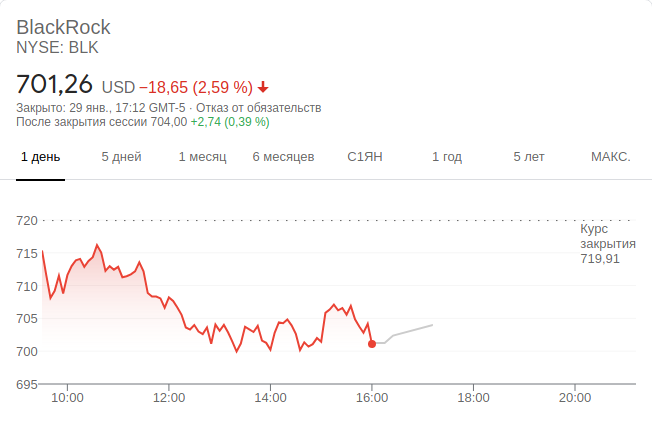 BlackRock
NYSE: BLK
701,26 USD −18,65 (2,59 %)
Закрыто: 29 янв., 17:12 GMT-5 · Отказ от обязательств
После закрытия сессии 704,00 +2,74 (0,39 %)
1 день 5 дней 1 месяц 6 месяцев С1ЯН 1 год 5 лет МАКС.
720
Курс
закрытия
719,91
715
710
705
700
695
10:00 12:00 14:00 16:00 18:00 20:00